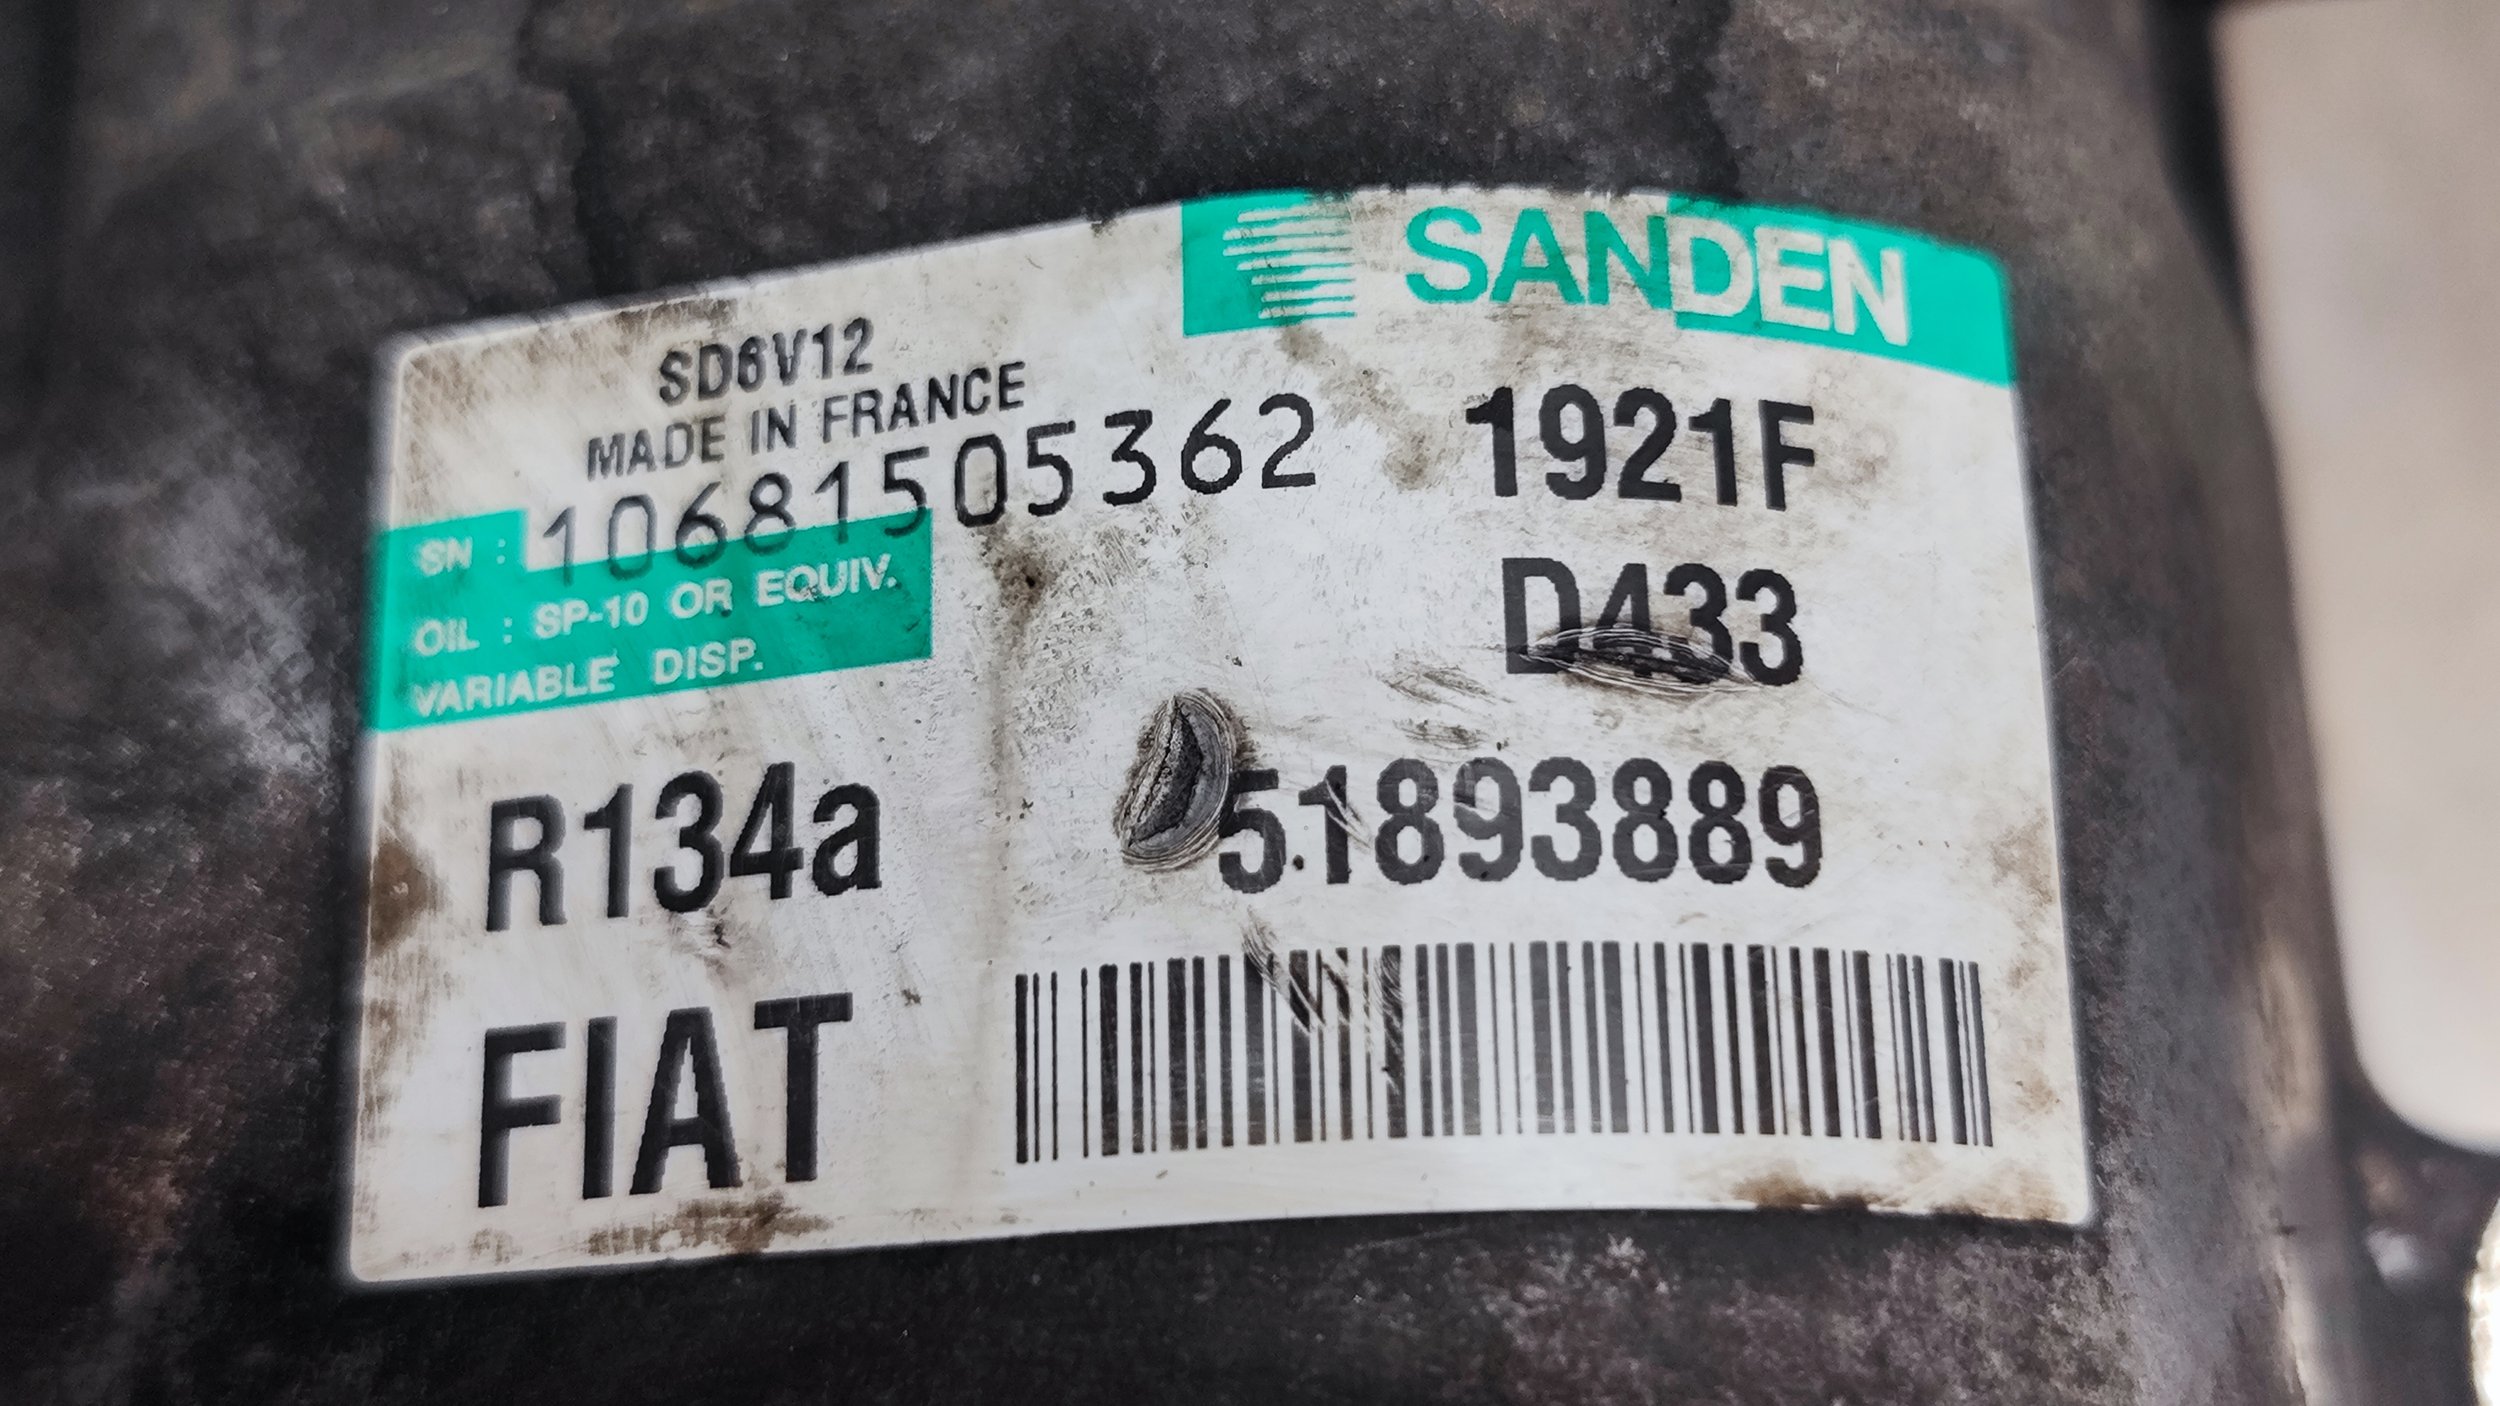 SANDEN
SD6V12
MADE IN FRANCE
SN : 10681505362
1921F
OIL : SP-10 OR EQUIV.
VARIABLE DISP.
D433
R134a
51893889
FIAT